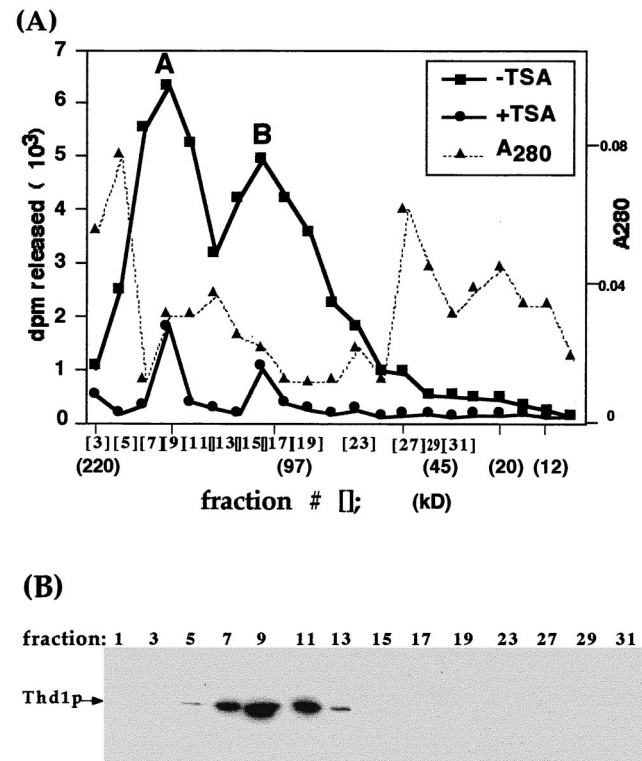 (A)
7
6
5
4
3
2
1
0
dpm released ( 10³)
A
B
-TSA
+TSA
A280
0.08
0.04
0
A280
[3] [5] [7] [9] [11] [13] [15] [17] [19] [23] [27] 29 [31]
(220) (97) (45) (20) (12)
fraction # []; (kD)
(B)
fraction: 1 3 5 7 9 11 13 15 17 19 23 27 29 31
Thd1p